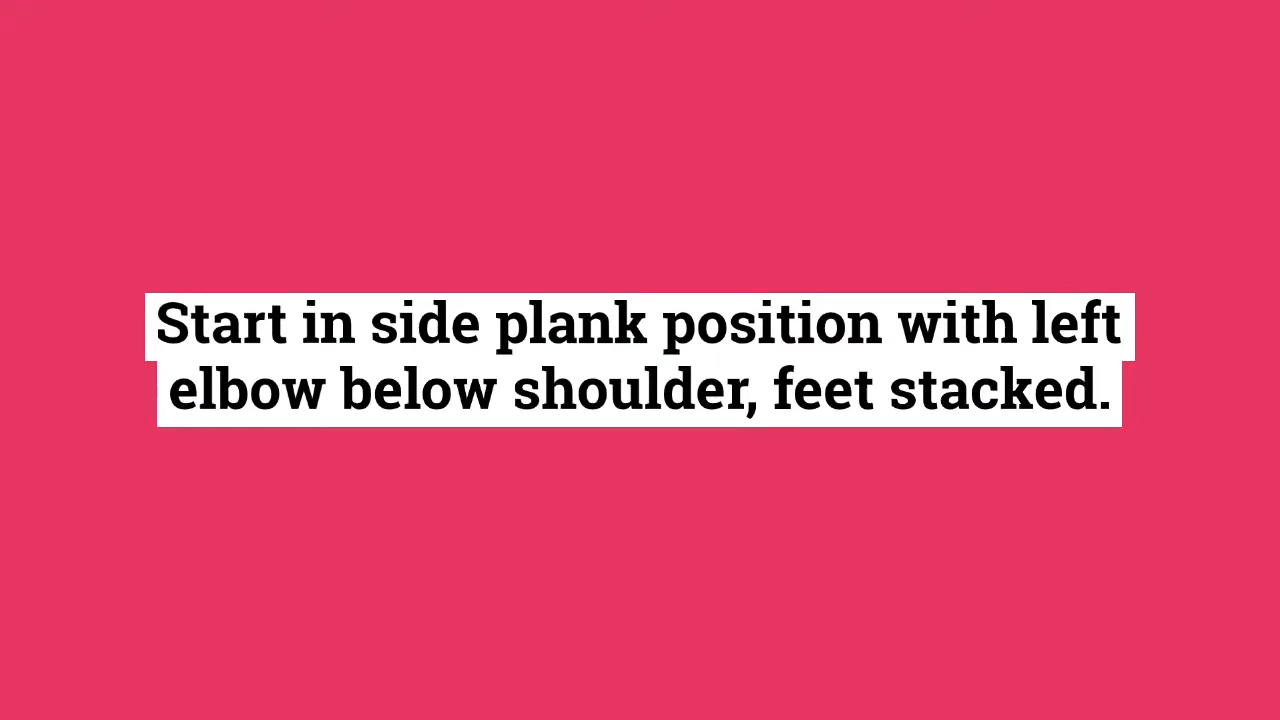 Start in side plank position with left
elbow below shoulder, feet stacked.